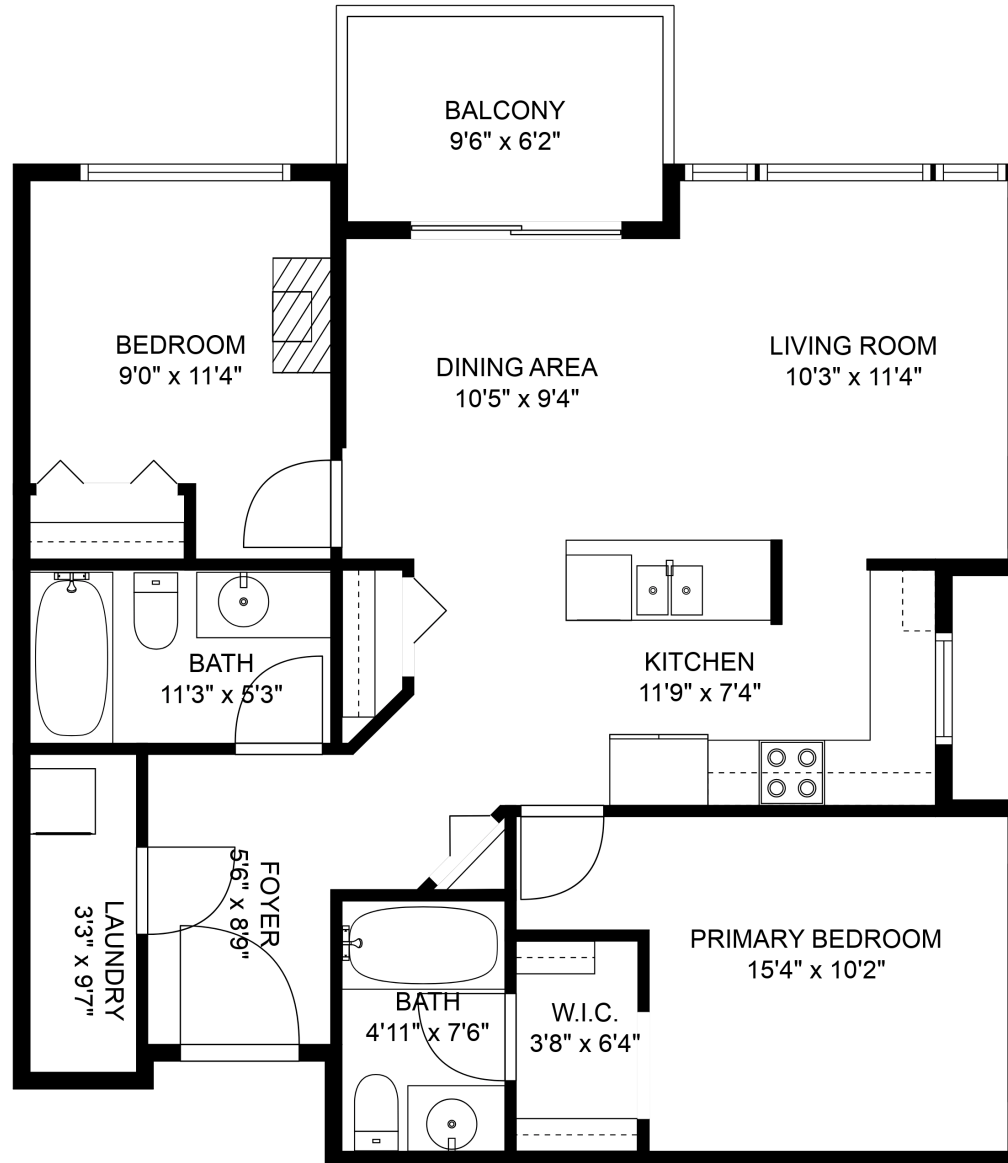 BALCONY
9'6" x 6'2"
BEDROOM
9'0" x 11'4"
DINING AREA
10'5" x 9'4"
LIVING ROOM
10'3" x 11'4"
BATH
11'3" x 5'3"
KITCHEN
11'9" x 7'4"
FOYER
5'6" x 8'9"
LAUNDRY
3'3" x 9'7"
BATH
4'11" x 7'6"
W.I.C.
3'8" x 6'4"
PRIMARY BEDROOM
15'4" x 10'2"